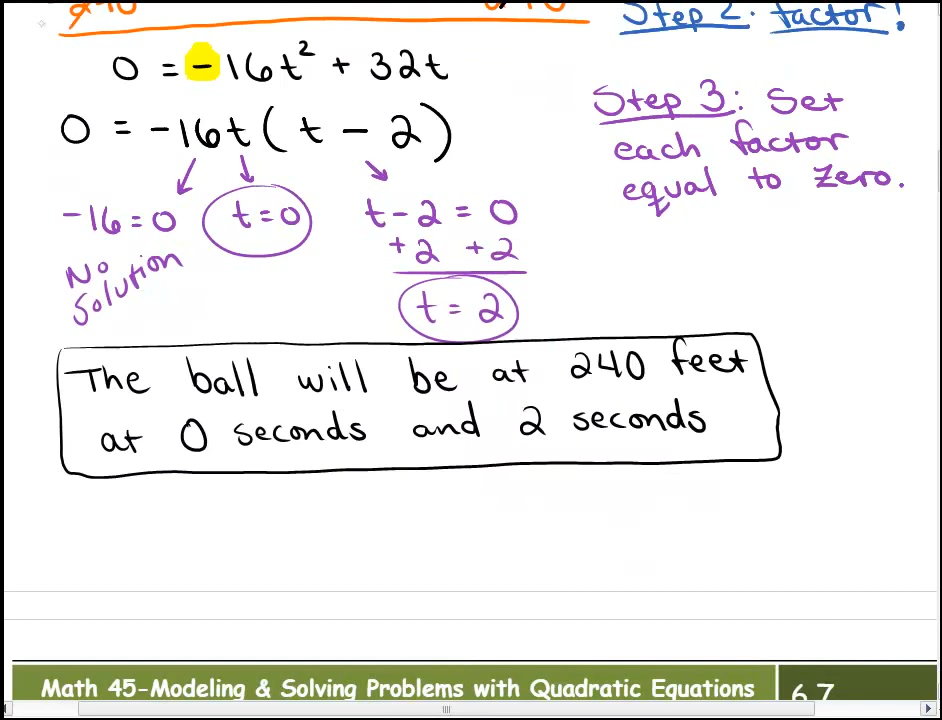 Step 2: factor!
0 = -16t² + 32t
0 = -16t ( t - 2 )
Step 3: Set
each factor
equal to zero.
-16 = 0
t = 0
t - 2 = 0
+2 +2
No
Solution
t = 2
The ball will be at 240 feet
at 0 seconds and 2 seconds
Math 45-Modeling & Solving Problems with Quadratic Equations
6.7